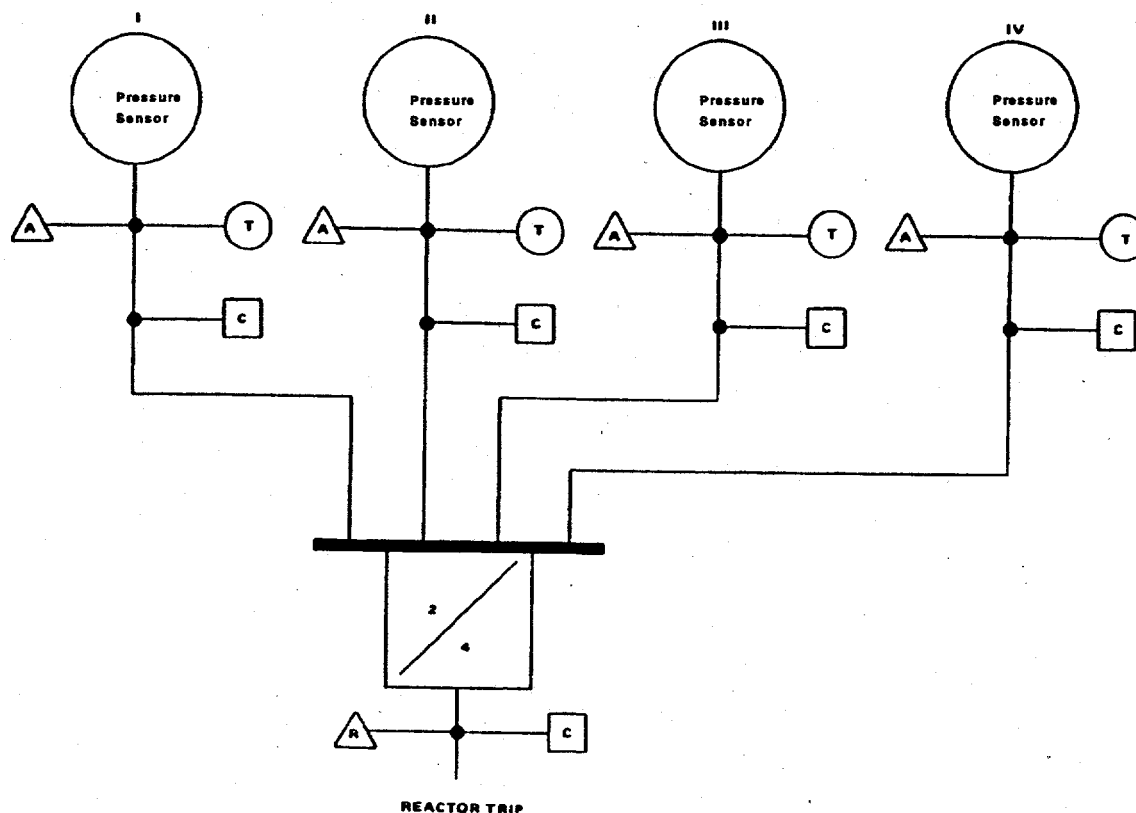 I
II
III
IV
Pressure
Sensor
Pressure
Sensor
Pressure
Sensor
Pressure
Sensor
A
T
A
T
A
T
A
T
C
C
C
C
2
4
R
C
REACTOR TRIP